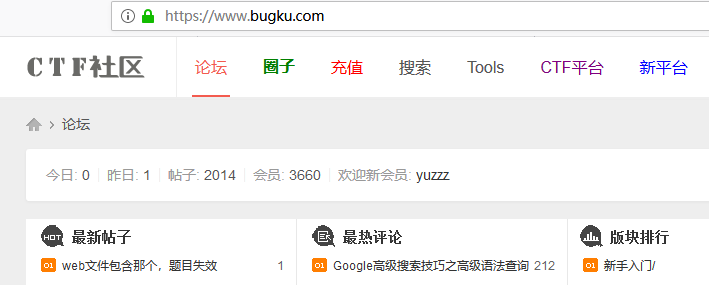 https://www.bugku.com
CTF社区 论坛 圈子 充值 搜索 Tools CTF平台 新平台
论坛
今日: 0 昨日: 1 帖子: 2014 会员: 3660 欢迎新会员: yuzzz
HOT 最新帖子 最热评论 版块排行
01 web文件包含那个，题目失效 1 01 Google高级搜索技巧之高级语法查询 212 01 新手入门/